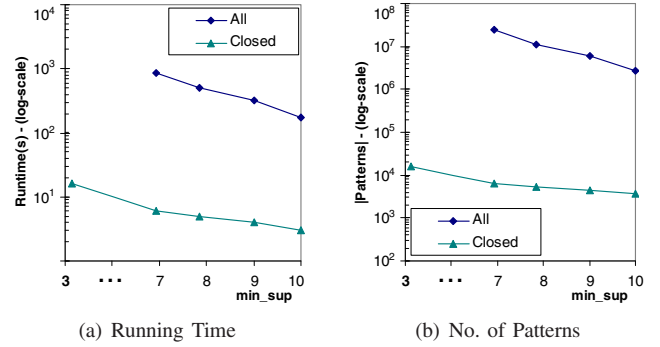 10^4
All
Closed
10^3
10^2
10^1
Runtime(s) - (log-scale)
3 ... 7 8 9 10
min_sup
(a) Running Time
10^8
10^7
10^6
10^5
10^4
10^3
10^2
|Patterns| - (log-scale)
All
Closed
3 ... 7 8 9 10
min_sup
(b) No. of Patterns